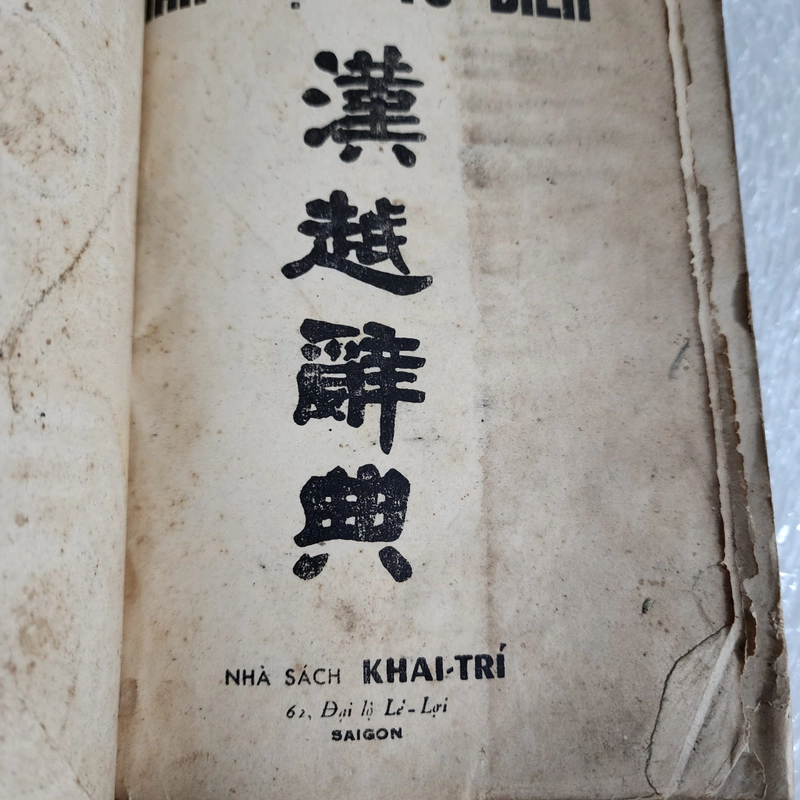 漢越辭典
NHÀ SÁCH KHAI-TRÍ
62, Đại lộ Lê-Lợi
SAIGON